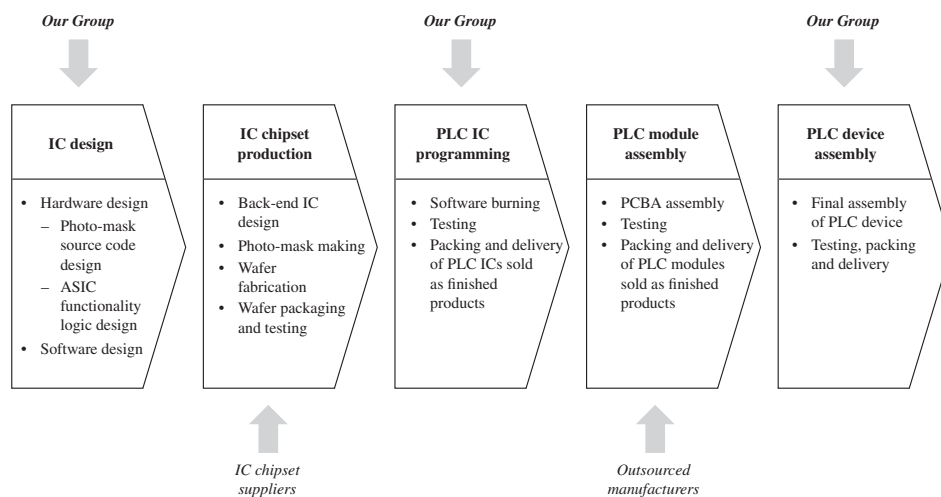 Our Group
Our Group
Our Group
IC design
• Hardware design
– Photo-mask
source code
design
– ASIC
functionality
logic design
• Software design
IC chipset
production
• Back-end IC
design
• Photo-mask making
• Wafer
fabrication
• Wafer packaging
and testing
PLC IC
programming
• Software burning
• Testing
• Packing and delivery
of PLC ICs sold
as finished
products
PLC module
assembly
• PCBA assembly
• Testing
• Packing and delivery
of PLC modules
sold as finished
products
PLC device
assembly
• Final assembly
of PLC device
• Testing, packing
and delivery
IC chipset
suppliers
Outsourced
manufacturers